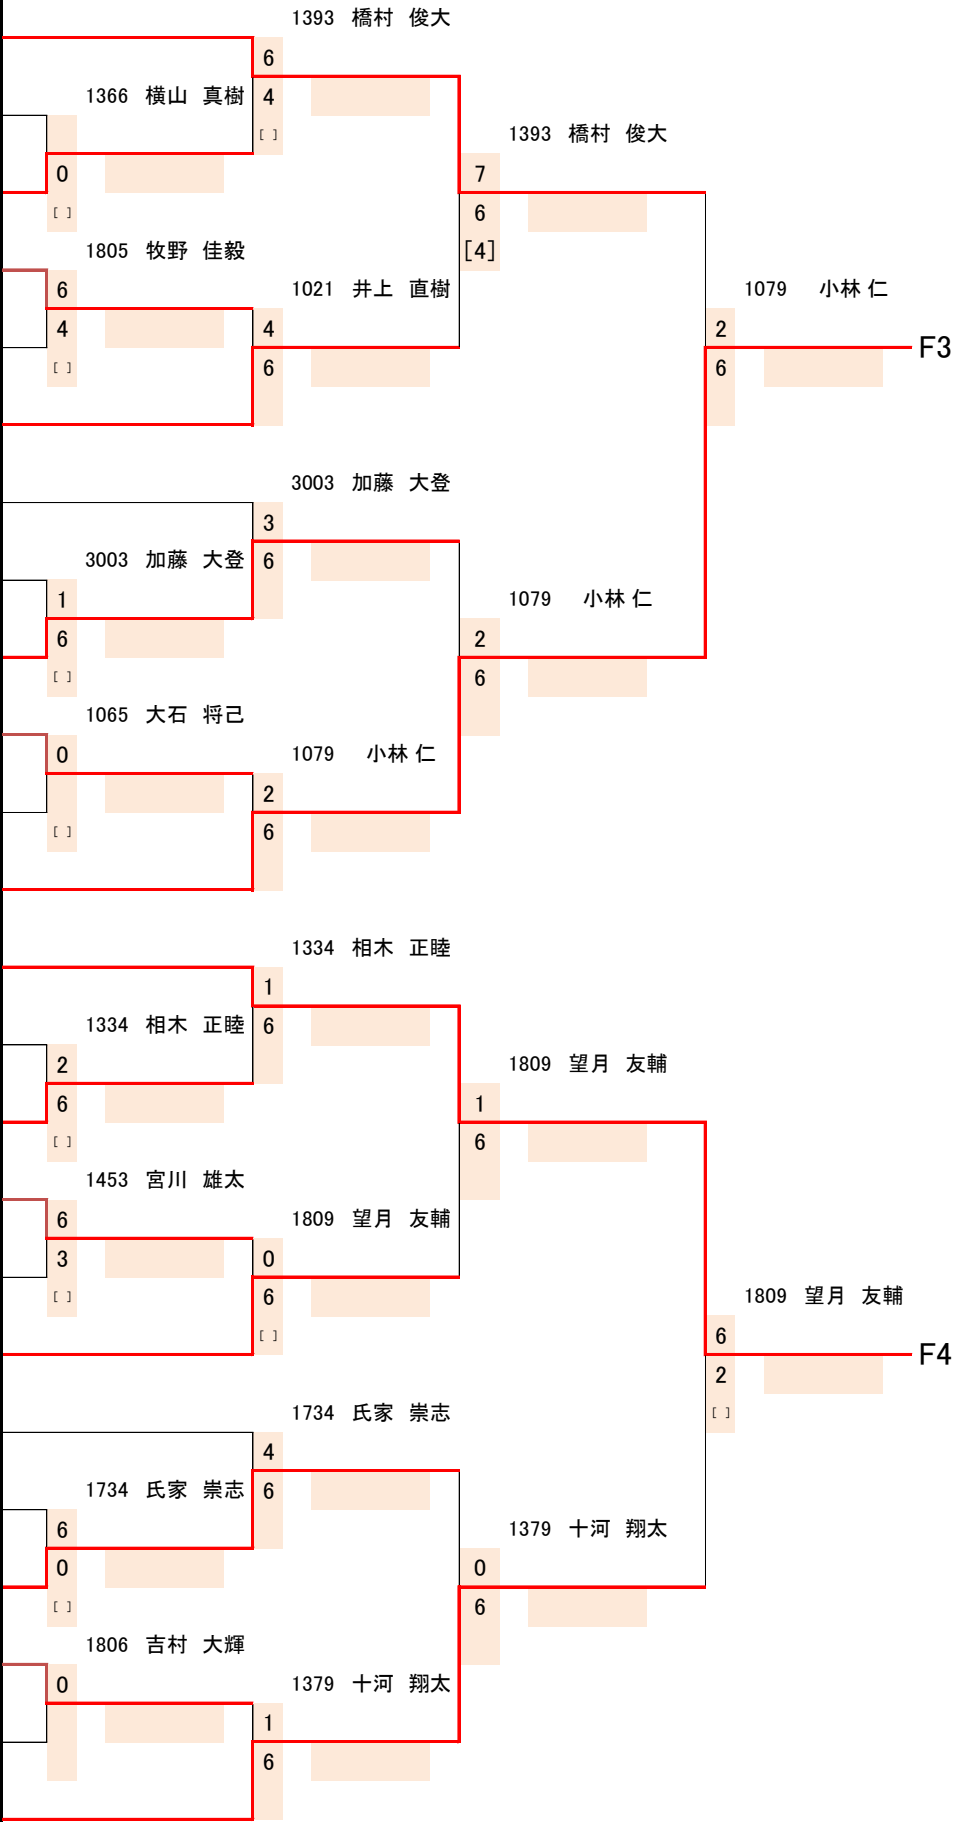 1393 橋村 俊大
6
1366 横山 真樹 4
[ ]
1393 橋村 俊大
0
7
[ ]
6
1805 牧野 佳毅
[4]
6
1021 井上 直樹
1079 小林 仁
4
4
2
F3
[ ]
6
6
3003 加藤 大登
3
3003 加藤 大登 6
1
1079 小林 仁
6
2
[ ]
6
1065 大石 将己
0
1079 小林 仁
2
[ ]
6
1334 相木 正睦
1
1334 相木 正睦 6
2
1809 望月 友輔
6
1
[ ]
6
1453 宮川 雄太
6
1809 望月 友輔
3
0
[ ]
6
1809 望月 友輔
[ ]
6
F4
2
1734 氏家 崇志
[ ]
4
1734 氏家 崇志 6
6
1379 十河 翔太
0
0
[ ]
6
1806 吉村 大輝
0
1379 十河 翔太
1
6